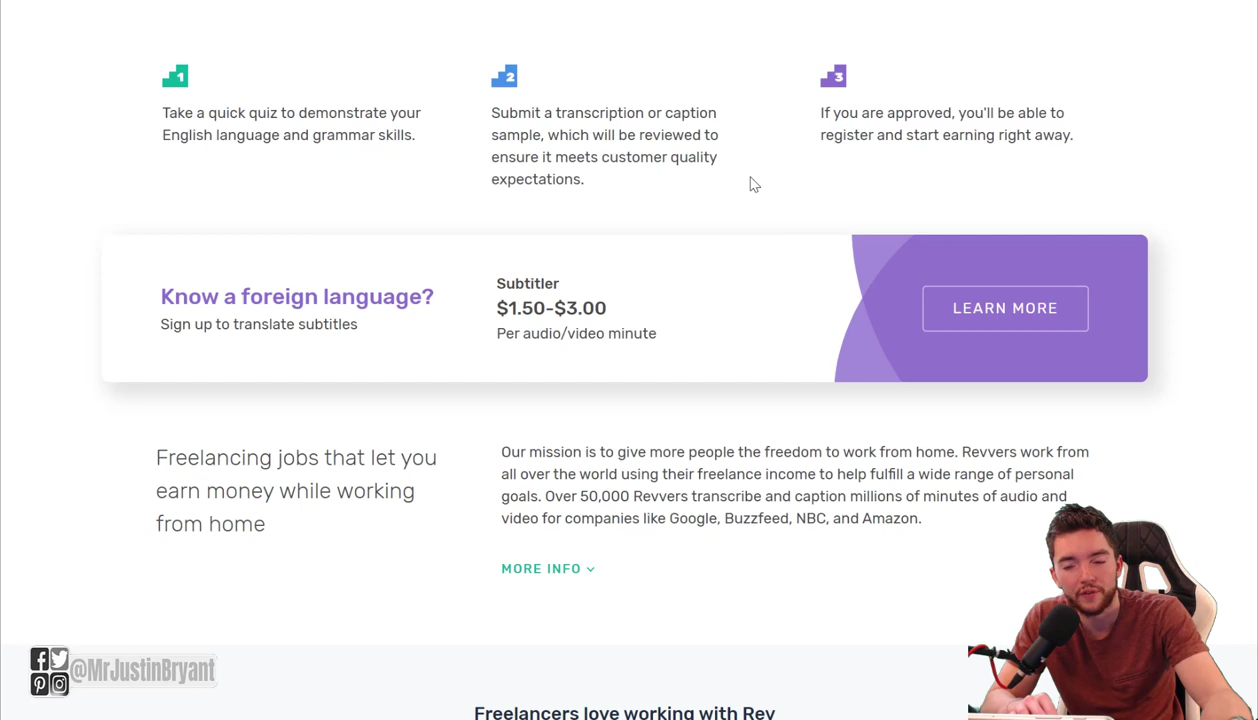 1
Take a quick quiz to demonstrate your
English language and grammar skills.
2
Submit a transcription or caption
sample, which will be reviewed to
ensure it meets customer quality
expectations.
3
If you are approved, you'll be able to
register and start earning right away.
Know a foreign language?
Sign up to translate subtitles
Subtitler
$1.50-$3.00
Per audio/video minute
LEARN MORE
Freelancing jobs that let you
earn money while working
from home
Our mission is to give more people the freedom to work from home. Revvers work from
all over the world using their freelance income to help fulfill a wide range of personal
goals. Over 50,000 Revvers transcribe and caption millions of minutes of audio and
video for companies like Google, Buzzfeed, NBC, and Amazon.
MORE INFO
@MrJustinBryant
Freelancers love working with Rev